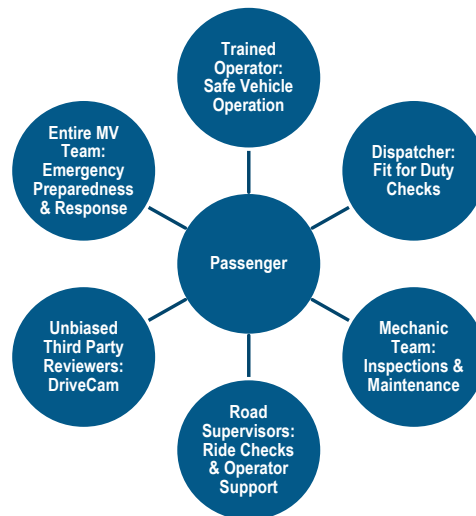 Trained
Operator:
Safe Vehicle
Operation
Entire MV
Team:
Emergency
Preparedness
& Response
Dispatcher:
Fit for Duty
Checks
Passenger
Unbiased
Third Party
Reviewers:
DriveCam
Mechanic
Team:
Inspections &
Maintenance
Road
Supervisors:
Ride Checks
& Operator
Support